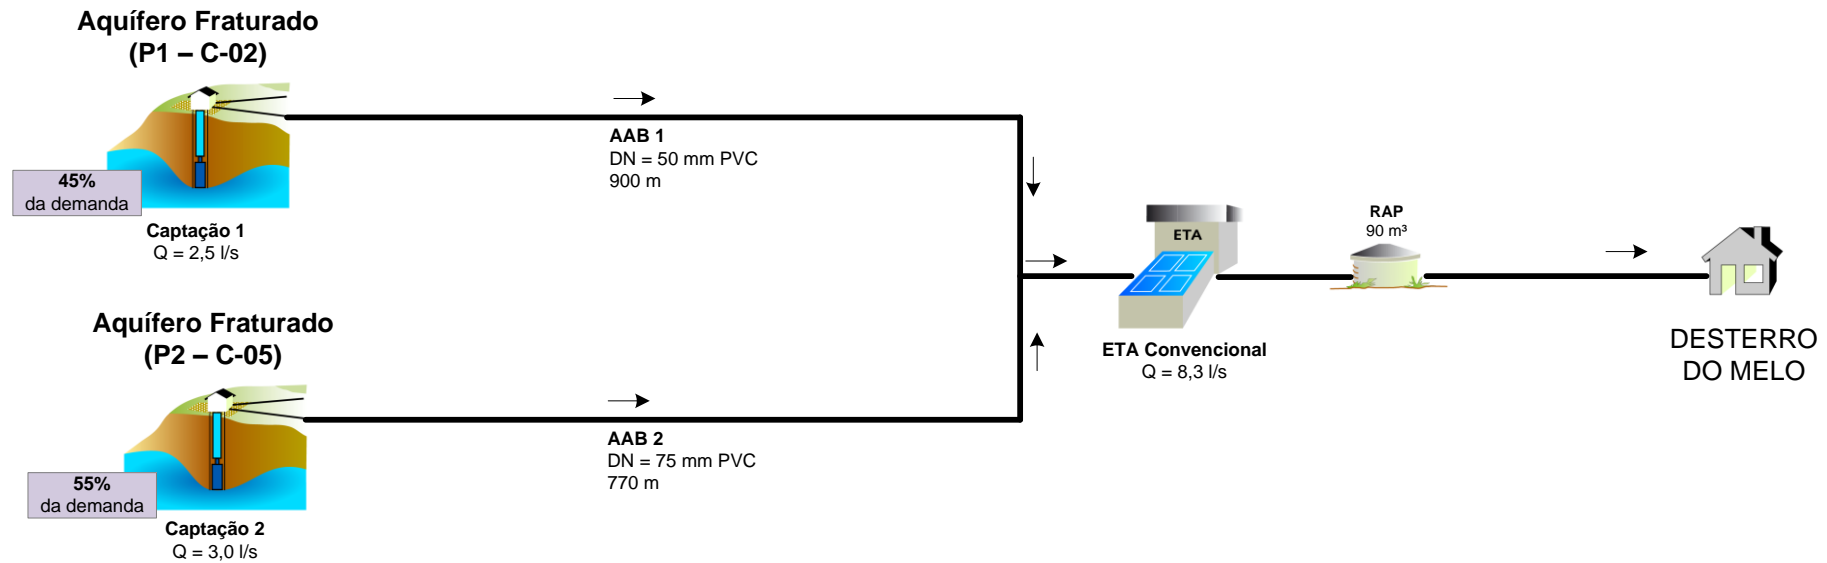 Aquífero Fraturado
(P1 – C-02)
45%
da demanda
Captação 1
Q = 2,5 l/s
AAB 1
DN = 50 mm PVC
900 m
Aquífero Fraturado
(P2 – C-05)
55%
da demanda
Captação 2
Q = 3,0 l/s
AAB 2
DN = 75 mm PVC
770 m
ETA
ETA Convencional
Q = 8,3 l/s
RAP
90 m³
DESTERRO
DO MELO